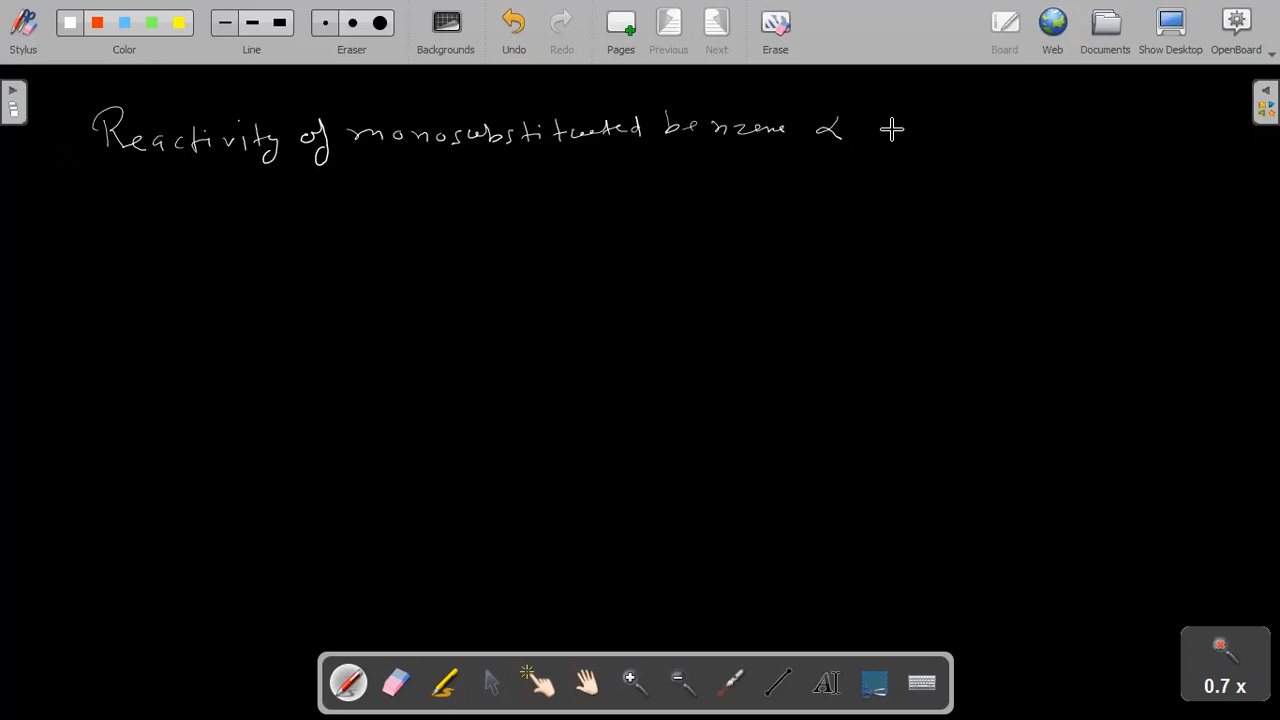 Stylus
Color
Line
Eraser
Backgrounds
Undo
Redo
Pages
Previous
Next
Erase
Board
Web
Documents
Show Desktop
OpenBoard
Reactivity of monosubstituted benzene ∝
0.7 x